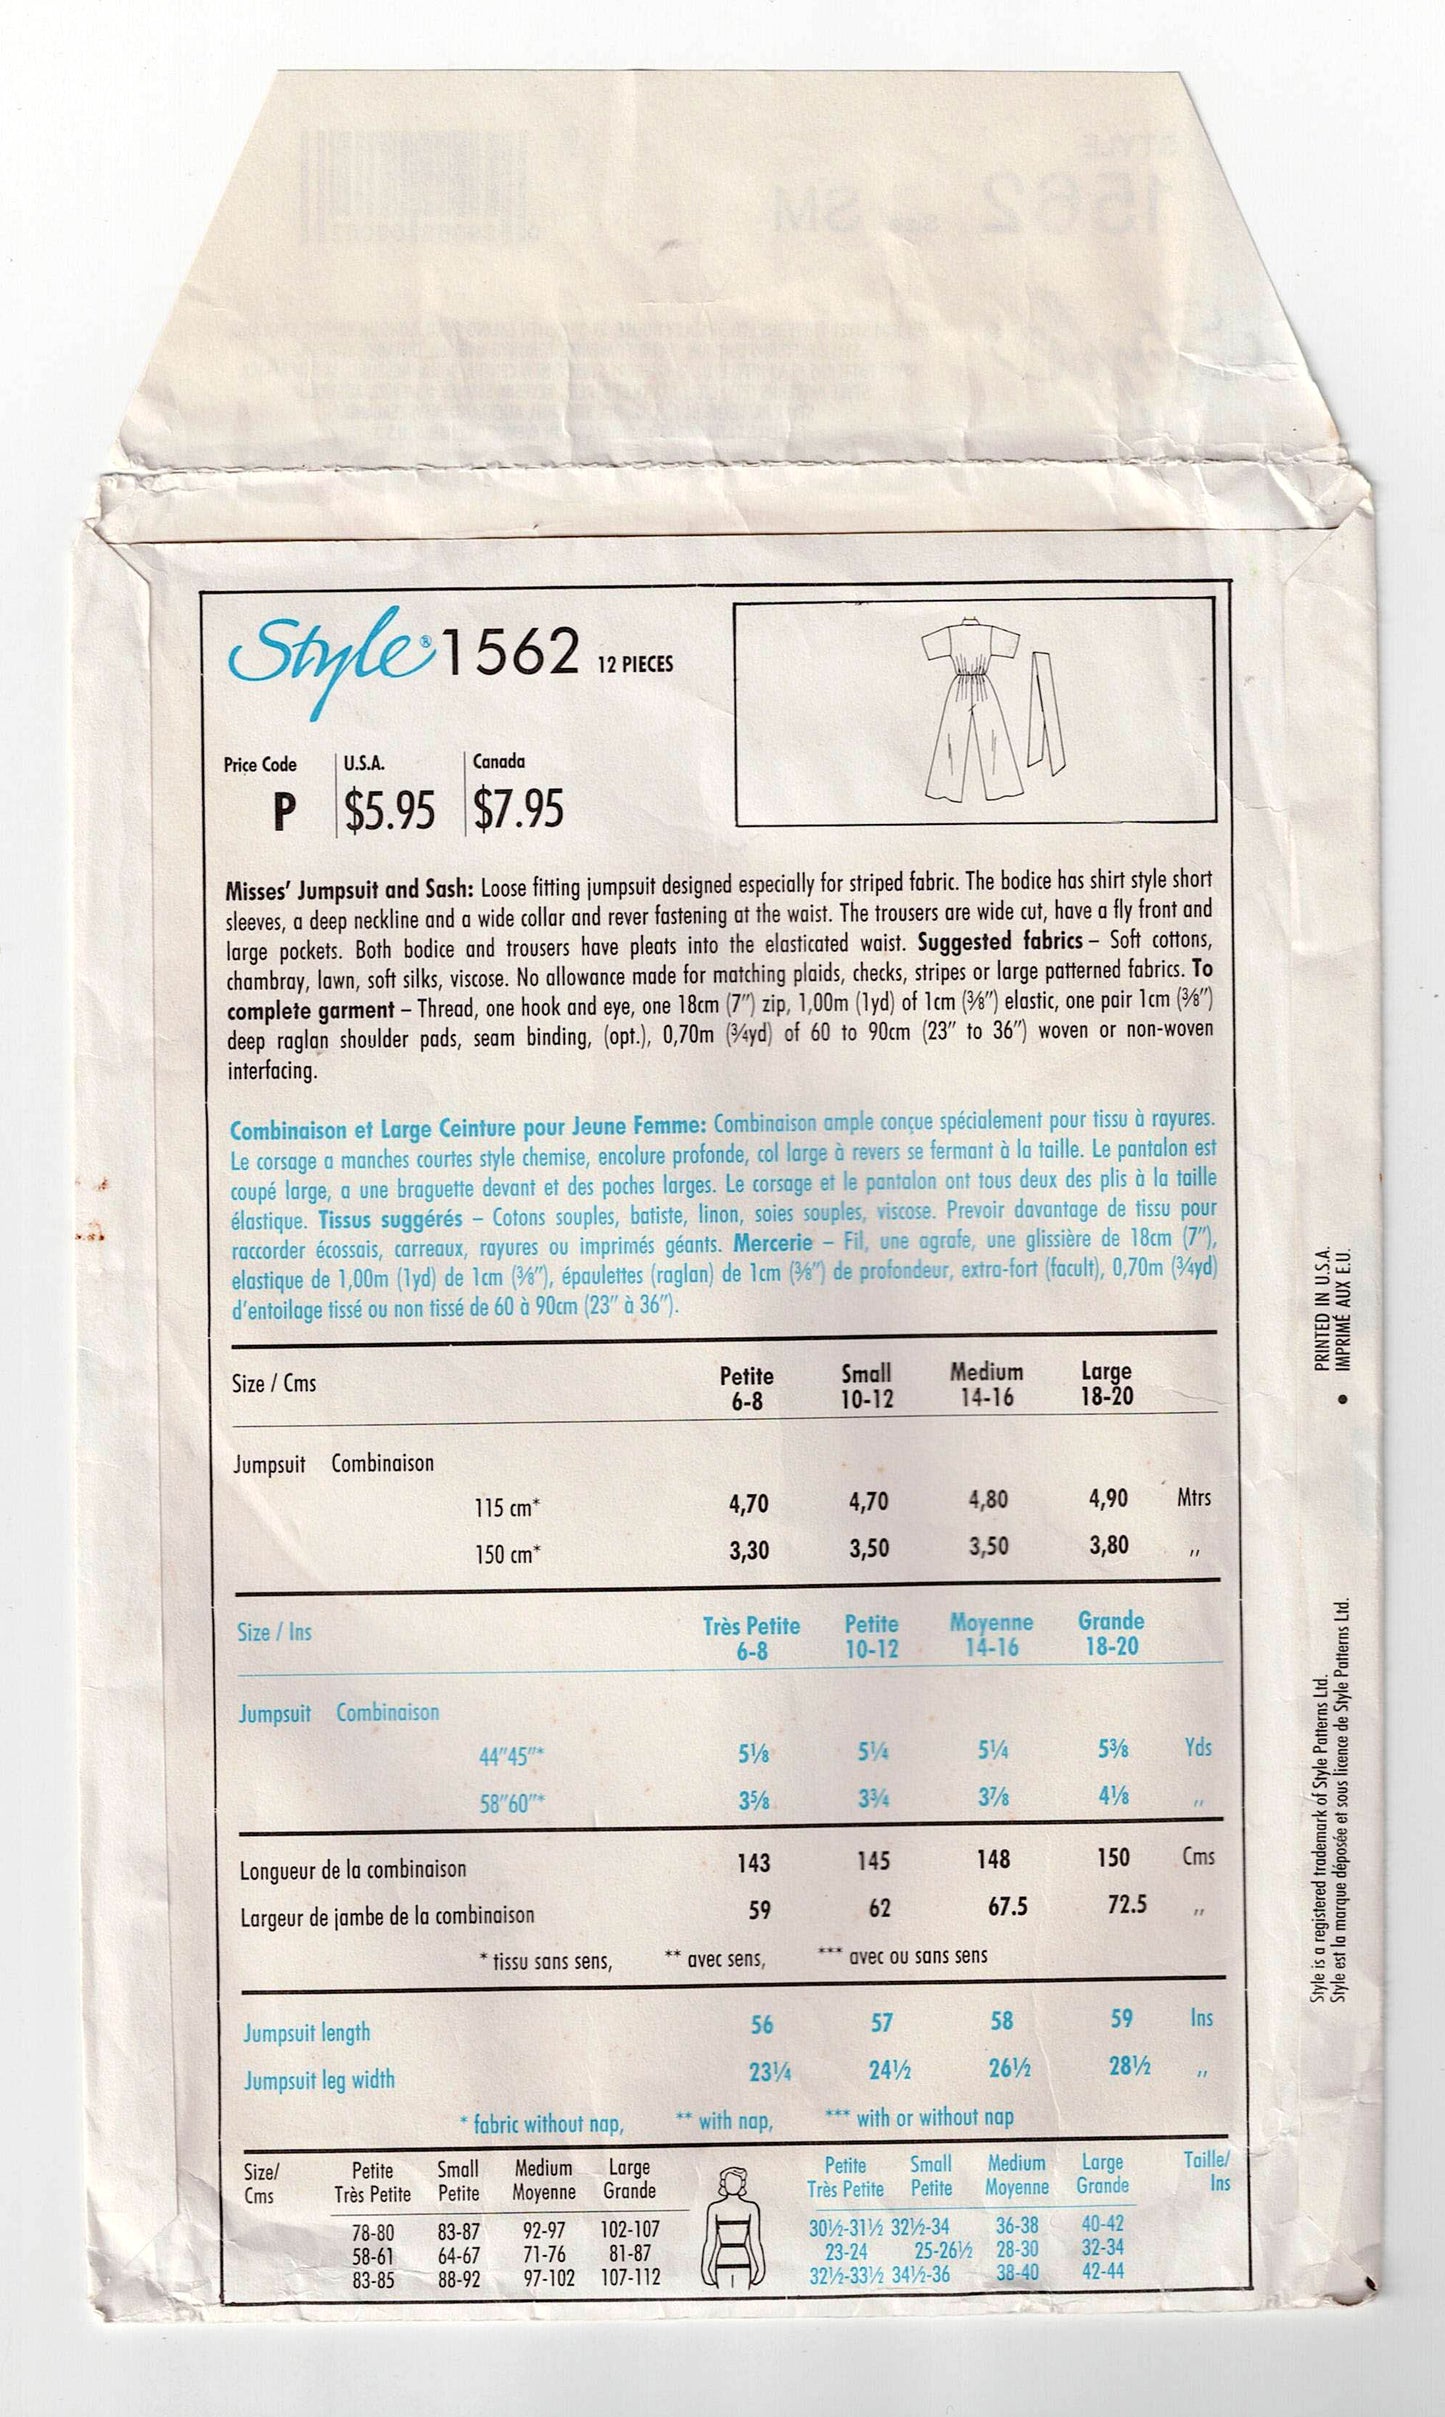 Style® 1562 12 PIECES
Price Code U.S.A. Canada
P $5.95 $7.95
Misses’ Jumpsuit and Sash: Loose fitting jumpsuit designed especially for striped fabric. The bodice has shirt style short
sleeves, a deep neckline and a wide collar and rever fastening at the waist. The trousers are wide cut, have a fly front and
large pockets. Both bodice and trousers have pleats into the elasticated waist. Suggested fabrics – Soft cottons,
chambray, lawn, soft silks, viscose. No allowance made for matching plaids, checks, stripes or large patterned fabrics. To
complete garment – Thread, one hook and eye, one 18cm (7″) zip, 1,00m (1yd) of 1cm (⅜″) elastic, one pair 1cm (⅜″)
deep raglan shoulder pads, seam binding, (opt.), 0,70m (¾yd) of 60 to 90cm (23″ to 36″) woven or non-woven
interfacing.
Combinaison et Large Ceinture pour Jeune Femme: Combinaison ample conçue spécialement pour tissu à rayures.
Le corsage a manches courtes style chemise, encolure profonde, col large à revers se fermant à la taille. Le pantalon est
coupé large, a une braguette devant et des poches larges. Le corsage et le pantalon ont tous deux des plis à la taille
élastique. Tissus suggérés – Cotons souples, batiste, linon, soies souples, viscose. Prevoir davantage de tissu pour
raccorder écossais, carreaux, rayures ou imprimés géants. Mercerie – Fil, une agrafe, une glissière de 18cm (7″),
elastique de 1,00m (1yd) de 1cm (⅜″), épaulettes (raglan) de 1cm (⅜″) de profondeur, extra-fort (facult), 0,70m (¾yd)
d’entoilage tissé ou non tissé de 60 à 90cm (23″ à 36″).
Size / Cms Petite Small Medium Large
6-8 10-12 14-16 18-20
Jumpsuit Combinaison
115 cm* 4,70 4,70 4,80 4,90 Mtrs
150 cm* 3,30 3,50 3,50 3,80 ,,
Size / Ins Très Petite Petite Moyenne Grande
6-8 10-12 14-16 18-20
Jumpsuit Combinaison
44″45″* 5⅛ 5¼ 5¼ 5⅜ Yds
58″60″* 3⅝ 3¾ 3⅞ 4⅛ ,,
Longueur de la combinaison 143 145 148 150 Cms
Largeur de jambe de la combinaison 59 62 67.5 72.5 ,,
* tissu sans sens, ** avec sens, *** avec ou sans sens
Jumpsuit length 56 57 58 59 Ins
Jumpsuit leg width 23¼ 24½ 26½ 28½ ,,
* fabric without nap, ** with nap, *** with or without nap
Size/ Petite Small Medium Large Petite Small Medium Large Taille/
Cms Très Petite Petite Moyenne Grande Très Petite Petite Moyenne Grande Ins
78-80 83-87 92-97 102-107 30½-31½ 32½-34 36-38 40-42
58-61 64-67 71-76 81-87 23-24 25-26½ 28-30 32-34
83-85 88-92 97-102 107-112 32½-33½ 34½-36 38-40 42-44
Style is a registered trademark of Style Patterns Ltd.
Style est la marque déposée et sous licence de Style Patterns Ltd.
• PRINTED IN U.S.A.
IMPRIMÉ AUX E.U.
STYLE
1562 Size SM